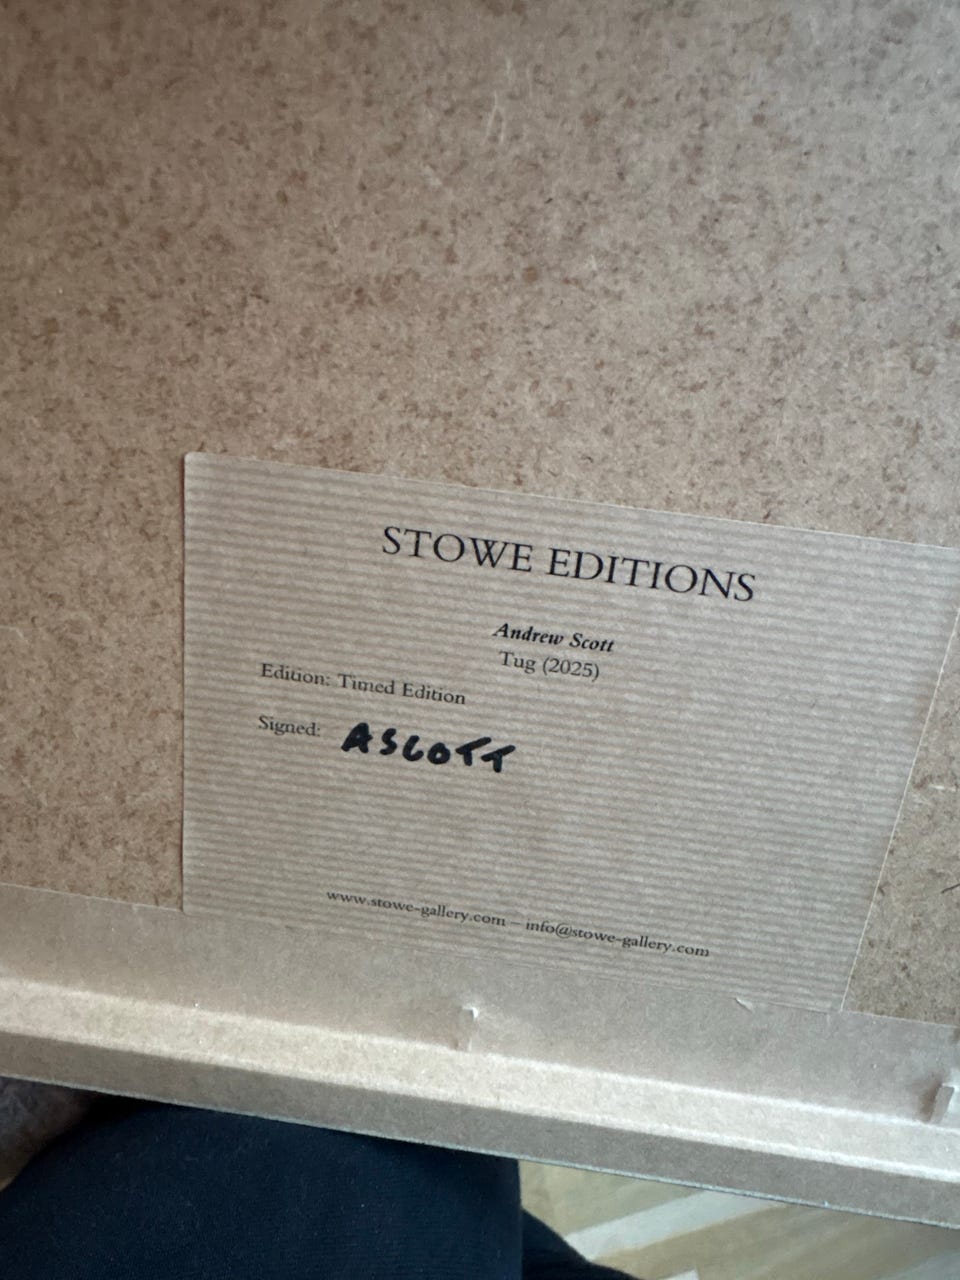 STOWE EDITIONS
Andrew Scott
Tug (2025)
Edition: Timed Edition
Signed: ASCOTT
www.stowe-gallery.com – info@stowe-gallery.com